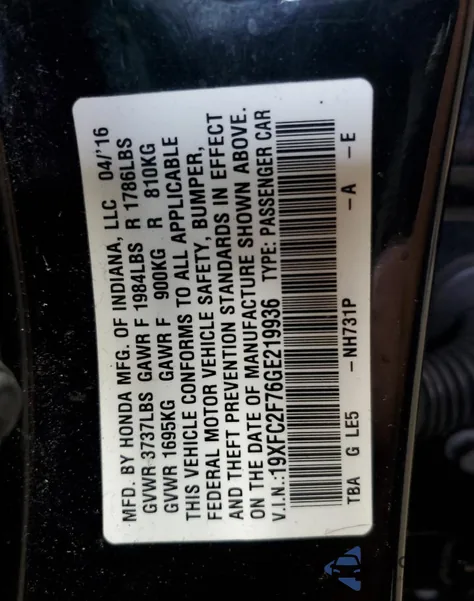 MFD. BY HONDA MFG. OF INDIANA, LLC 04/'16
GVWR 3737LBS GAWR F 1984LBS R 1786LBS
GVWR 1695KG GAWR F 900KG R 810KG
THIS VEHICLE CONFORMS TO ALL APPLICABLE
FEDERAL MOTOR VEHICLE SAFETY, BUMPER,
AND THEFT PREVENTION STANDARDS IN EFFECT
ON THE DATE OF MANUFACTURE SHOWN ABOVE.
V.I.N.:19XFC2F76GE219936 TYPE: PASSENGER CAR
TBA G LE5 -NH731P -A -E